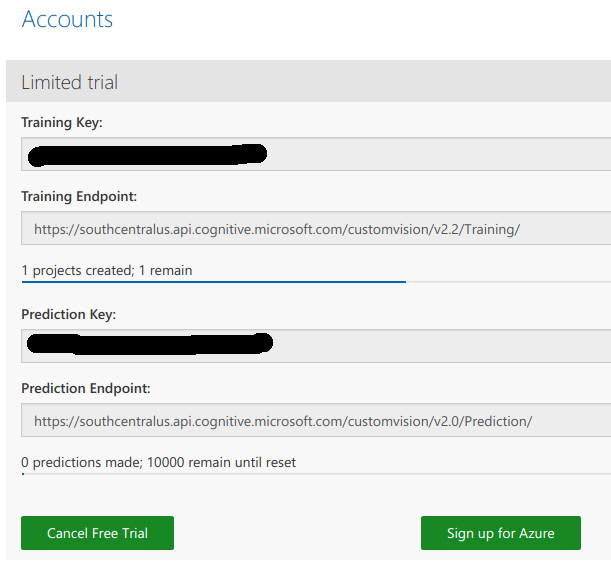 Accounts
Limited trial
Training Key:
Training Endpoint:
https://southcentralus.api.cognitive.microsoft.com/customvision/v2.2/Training/
1 projects created; 1 remain
Prediction Key:
Prediction Endpoint:
https://southcentralus.api.cognitive.microsoft.com/customvision/v2.0/Prediction/
0 predictions made; 10000 remain until reset
Cancel Free Trial
Sign up for Azure